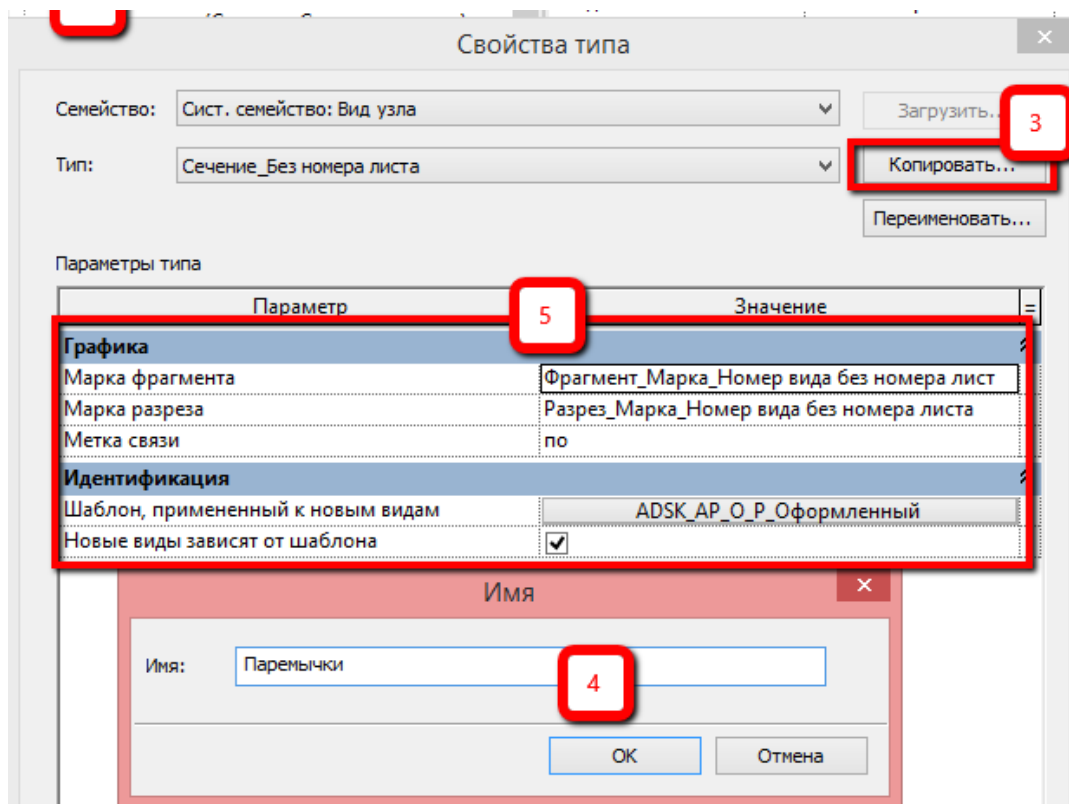 Свойства типа
Семейство: Сист. семейство: Вид узла Загрузить..
3
Тип: Сечение_Без номера листа Копировать...
Переименовать...
Параметры типа
Параметр Значение =
5
Графика
Марка фрагмента Фрагмент_Марка_Номер вида без номера лист
Марка разреза Разрез_Марка_Номер вида без номера листа
Метка связи по
Идентификация
Шаблон, примененный к новым видам ADSK_АР_О_Р_Оформленный
Новые виды зависят от шаблона
Имя
Имя: Паремычки
4
OK Отмена